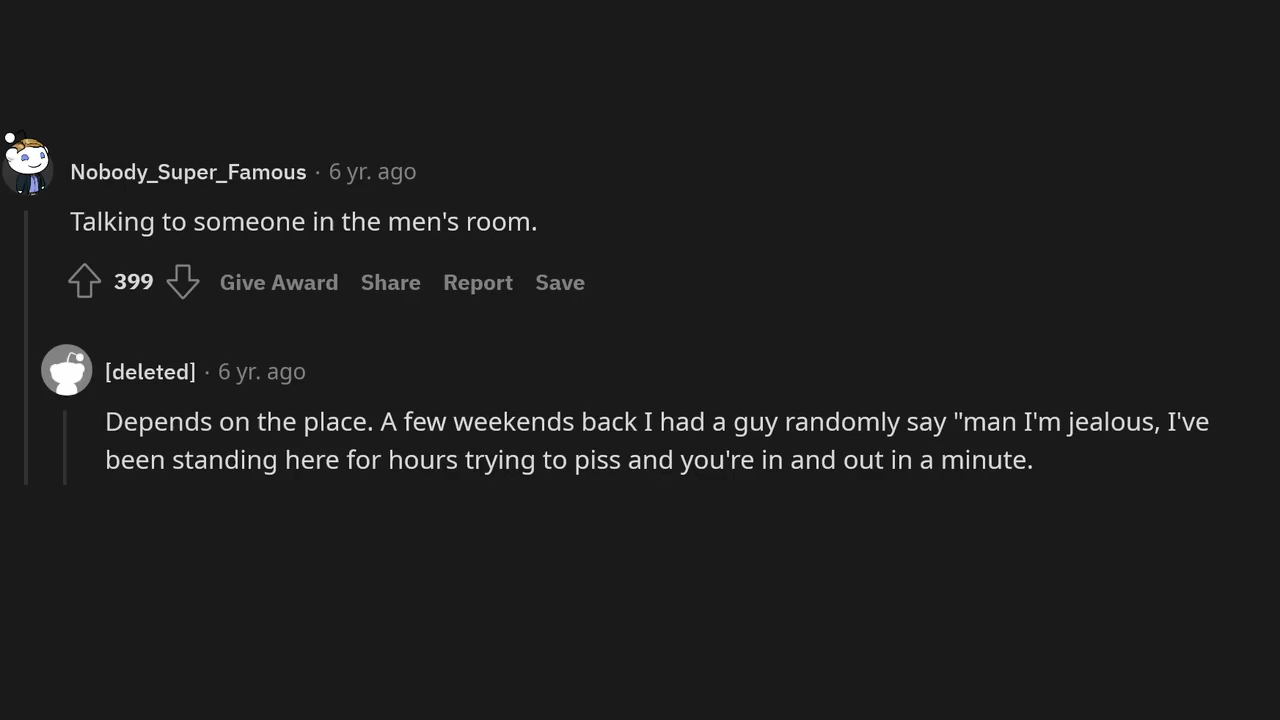 Nobody_Super_Famous · 6 yr. ago
Talking to someone in the men's room.
399 Give Award Share Report Save
[deleted] · 6 yr. ago
Depends on the place. A few weekends back I had a guy randomly say "man I'm jealous, I've
been standing here for hours trying to piss and you're in and out in a minute.